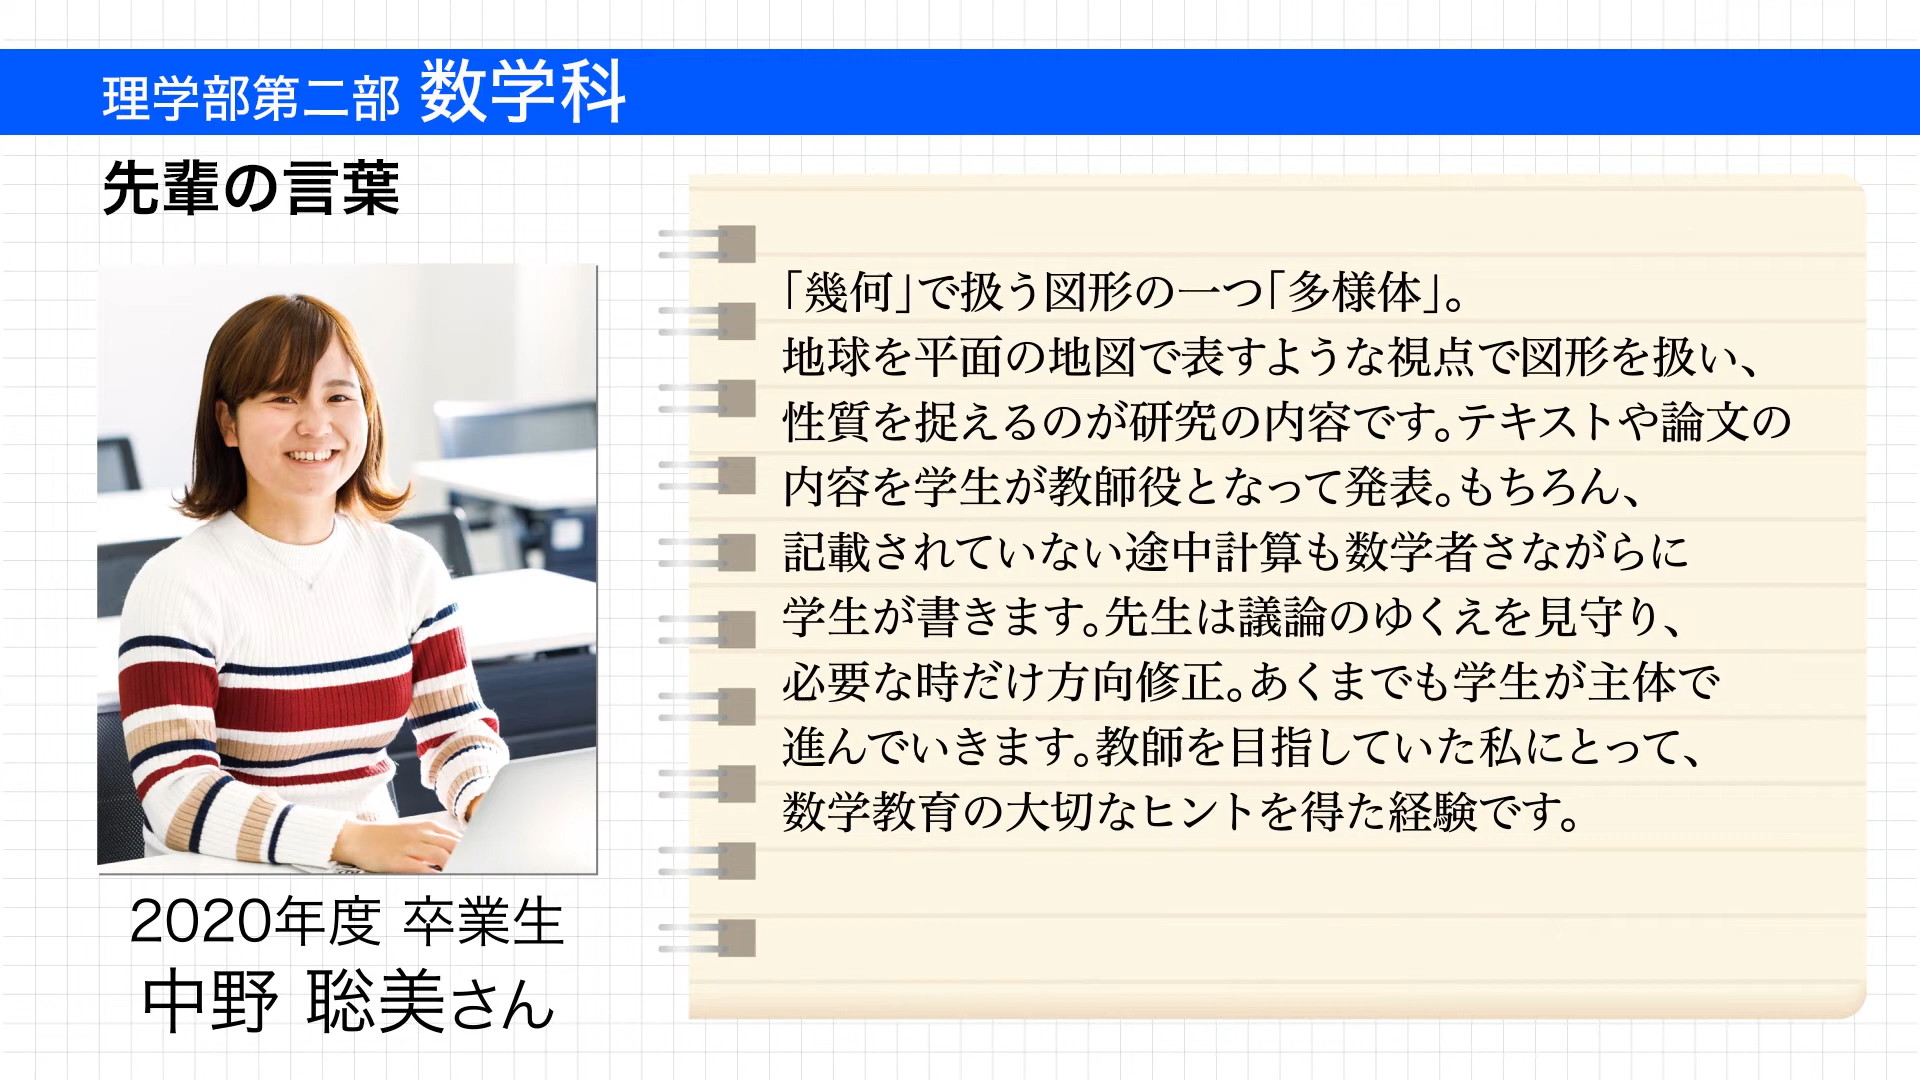 理学部第二部 数学科
先輩の言葉
「幾何」で扱う図形の一つ「多様体」。
地球を平面の地図で表すような視点で図形を扱い、
性質を捉えるのが研究の内容です。テキストや論文の
内容を学生が教師役となって発表。もちろん、
記載されていない途中計算も数学者さながらに
学生が書きます。先生は議論のゆくえを見守り、
必要な時だけ方向修正。あくまでも学生が主体で
進んでいきます。教師を目指していた私にとって、
数学教育の大切なヒントを得た経験です。
2020年度 卒業生
中野 聡美さん